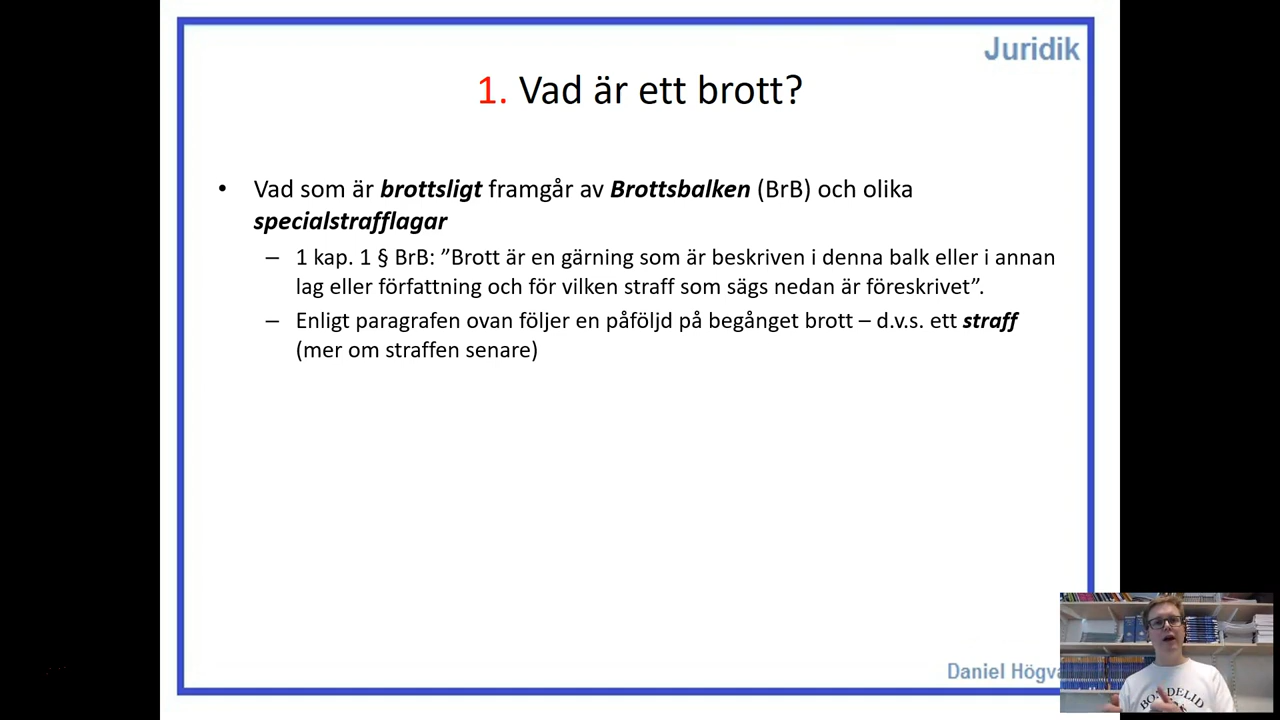 Juridik
1. Vad är ett brott?
• Vad som är brottsligt framgår av Brottsbalken (BrB) och olika
specialstrafflagar
– 1 kap. 1 § BrB: ”Brott är en gärning som är beskriven i denna balk eller i annan
lag eller författning och för vilken straff som sägs nedan är föreskrivet”.
– Enligt paragrafen ovan följer en påföljd på begånget brott – d.v.s. ett straff
(mer om straffen senare)
Daniel